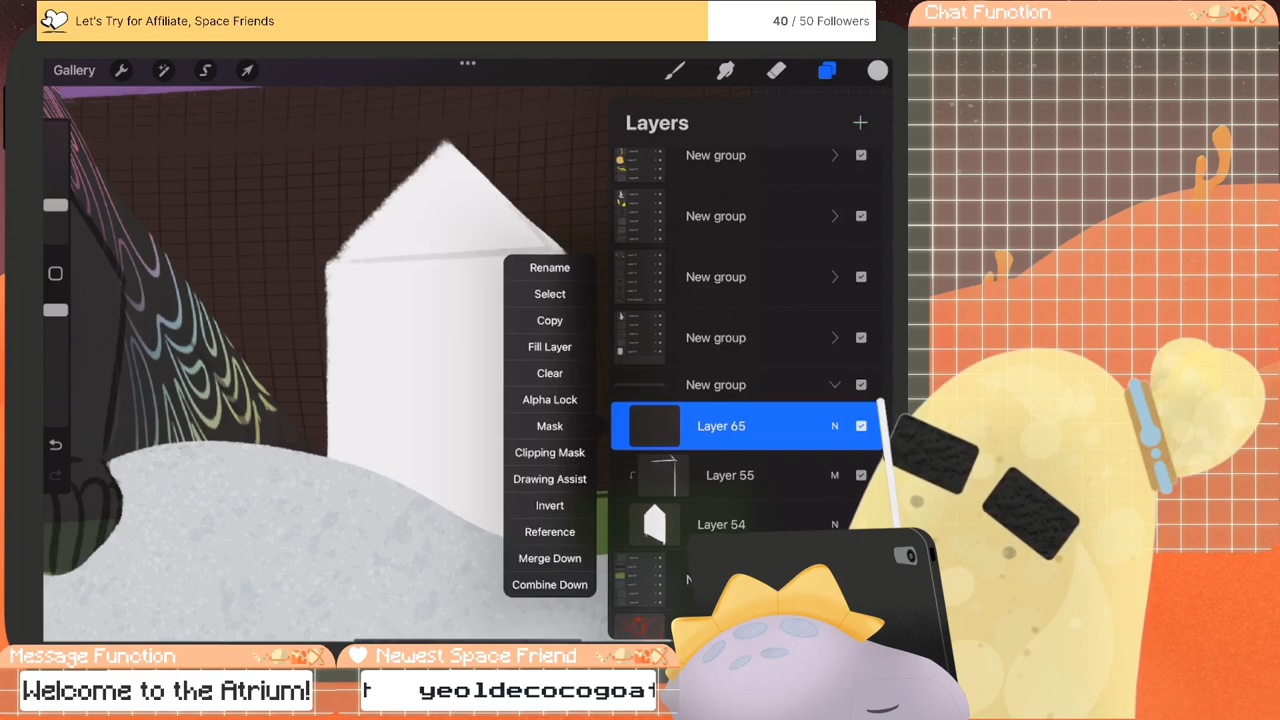 Let's Try for Affiliate, Space Friends
40 / 50 Followers
Chat Function
Gallery
Layers
New group
New group
New group
New group
New group
Layer 65 N
Layer 55 M
Layer 54 N
Rename
Select
Copy
Fill Layer
Clear
Alpha Lock
Mask
Clipping Mask
Drawing Assist
Invert
Reference
Merge Down
Combine Down
Message Function
Welcome to the Atrium!
Newest Space Friend
yeoldecocogoat